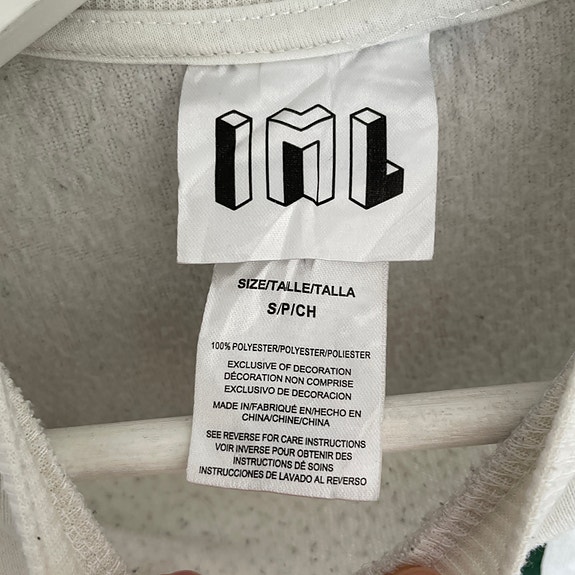 IML
SIZE/TAILLE/TALLA
S/P/CH
100% POLYESTER/POLYESTER/POLIESTER
EXCLUSIVE OF DECORATION
DÉCORATION NON COMPRISE
EXCLUSIVO DE DECORACION
MADE IN/FABRIQUÉ EN/HECHO EN
CHINA/CHINE/CHINA
SEE REVERSE FOR CARE INSTRUCTIONS
VOIR INVERSE POUR OBTENIR DES
INSTRUCTIONS DÉ SOINS
INSTRUCCIONES DE LAVADO AL REVERSO